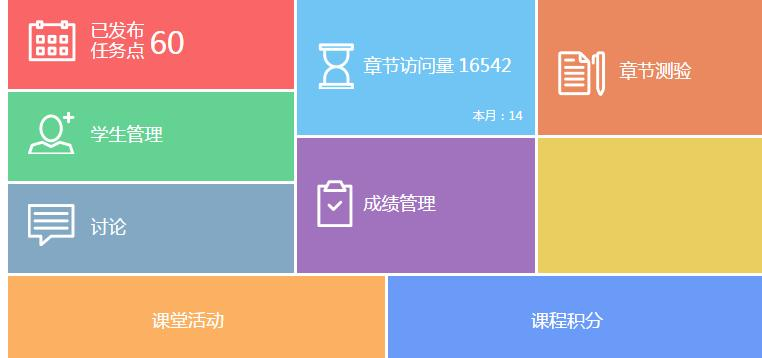 已发布
任务点 60
章节访问量 16542
本月：14
章节测验
学生管理
成绩管理
讨论
课堂活动
课程积分